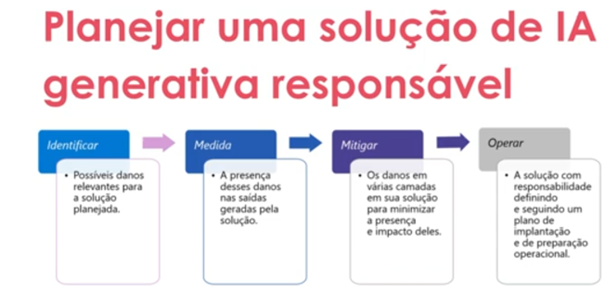 Planejar uma solução de IA
generativa responsável
Identificar
• Possíveis danos
relevantes para
a solução
planejada.
Medida
• A presença
desses danos
nas saídas
geradas pela
solução.
Mitigar
• Os danos em
várias camadas
em sua solução
para minimizar
a presença
e impacto deles.
Operar
• A solução com
responsabilidade
definindo
e seguindo um
plano de
implantação
e de preparação
operacional.